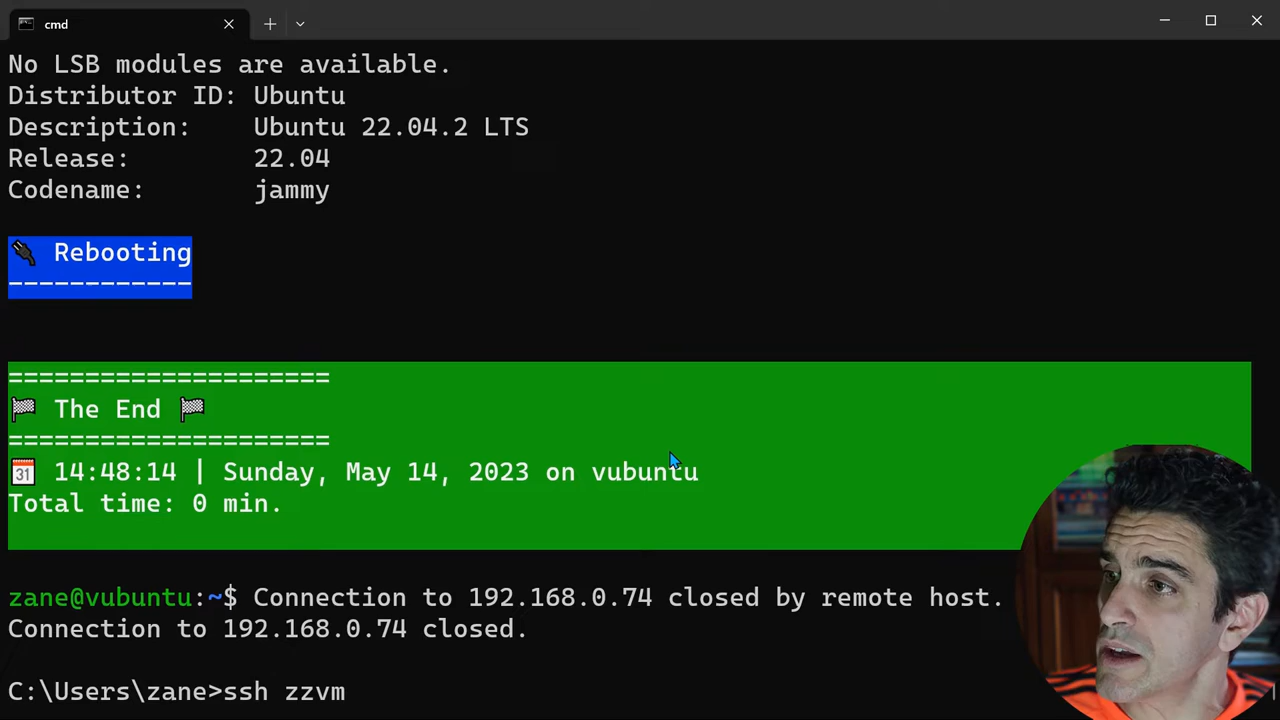 cmd
No LSB modules are available.
Distributor ID: Ubuntu
Description:    Ubuntu 22.04.2 LTS
Release:        22.04
Codename:       jammy
🔌 Rebooting
------------
=====================
🏁 The End 🏁
=====================
📅 14:48:14 | Sunday, May 14, 2023 on vubuntu
Total time: 0 min.
zane@vubuntu:~$ Connection to 192.168.0.74 closed by remote host.
Connection to 192.168.0.74 closed.
C:\Users\zane>ssh zzvm